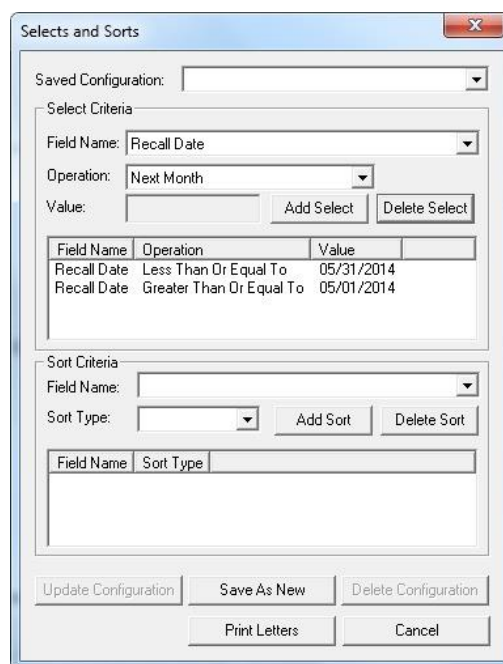 Selects and Sorts
Saved Configuration:
Select Criteria
Field Name: Recall Date
Operation: Next Month
Value: Add Select Delete Select
Field Name Operation Value
Recall Date Less Than Or Equal To 05/31/2014
Recall Date Greater Than Or Equal To 05/01/2014
Sort Criteria
Field Name:
Sort Type: Add Sort Delete Sort
Field Name Sort Type
Update Configuration Save As New Delete Configuration
Print Letters Cancel